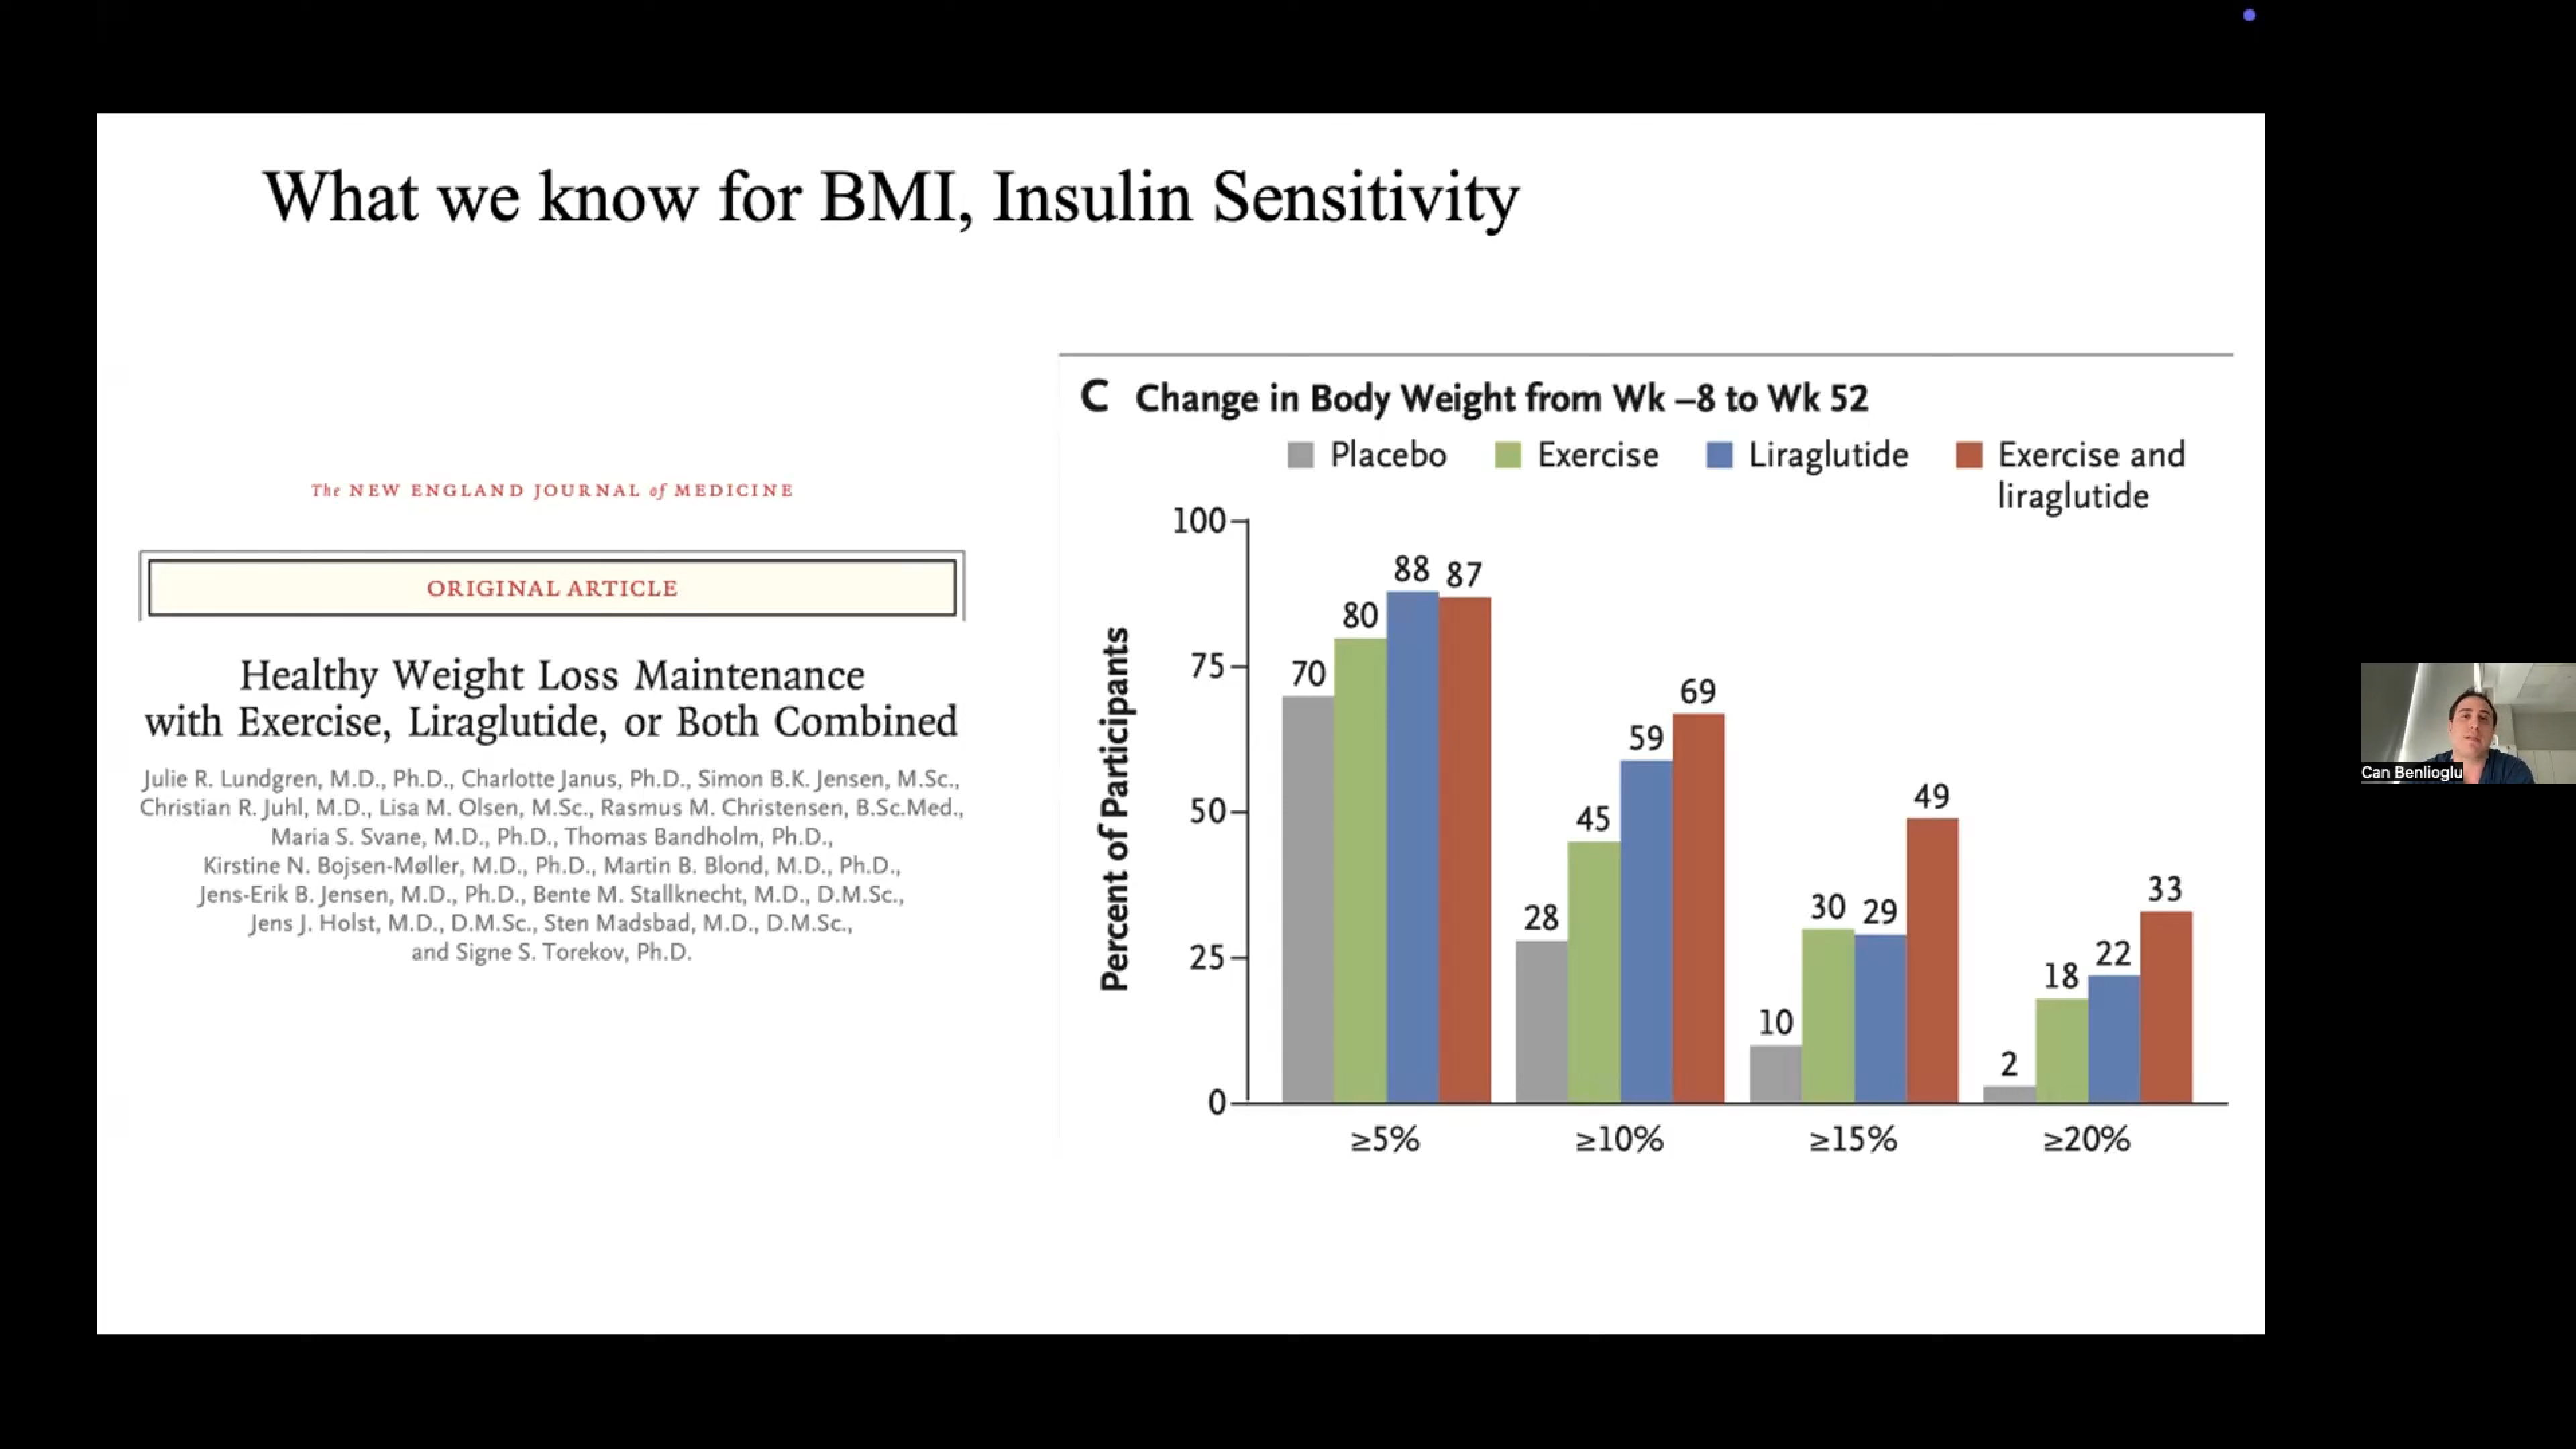 What we know for BMI, Insulin Sensitivity
The NEW ENGLAND JOURNAL of MEDICINE
ORIGINAL ARTICLE
Healthy Weight Loss Maintenance
with Exercise, Liraglutide, or Both Combined
Julie R. Lundgren, M.D., Ph.D., Charlotte Janus, Ph.D., Simon B.K. Jensen, M.Sc.,
Christian R. Juhl, M.D., Lisa M. Olsen, M.Sc., Rasmus M. Christensen, B.Sc.Med.,
Maria S. Svane, M.D., Ph.D., Thomas Bandholm, Ph.D.,
Kirstine N. Bojsen-Møller, M.D., Ph.D., Martin B. Blond, M.D., Ph.D.,
Jens-Erik B. Jensen, M.D., Ph.D., Bente M. Stallknecht, M.D., D.M.Sc.,
Jens J. Holst, M.D., D.M.Sc., Sten Madsbad, M.D., D.M.Sc.,
and Signe S. Torekov, Ph.D.
C Change in Body Weight from Wk –8 to Wk 52
Placebo Exercise Liraglutide Exercise and
liraglutide
Percent of Participants
100
75
50
25
0
70 80 88 87
28 45 59 69
10 30 29 49
2 18 22 33
≥5% ≥10% ≥15% ≥20%
Can Benlioglu